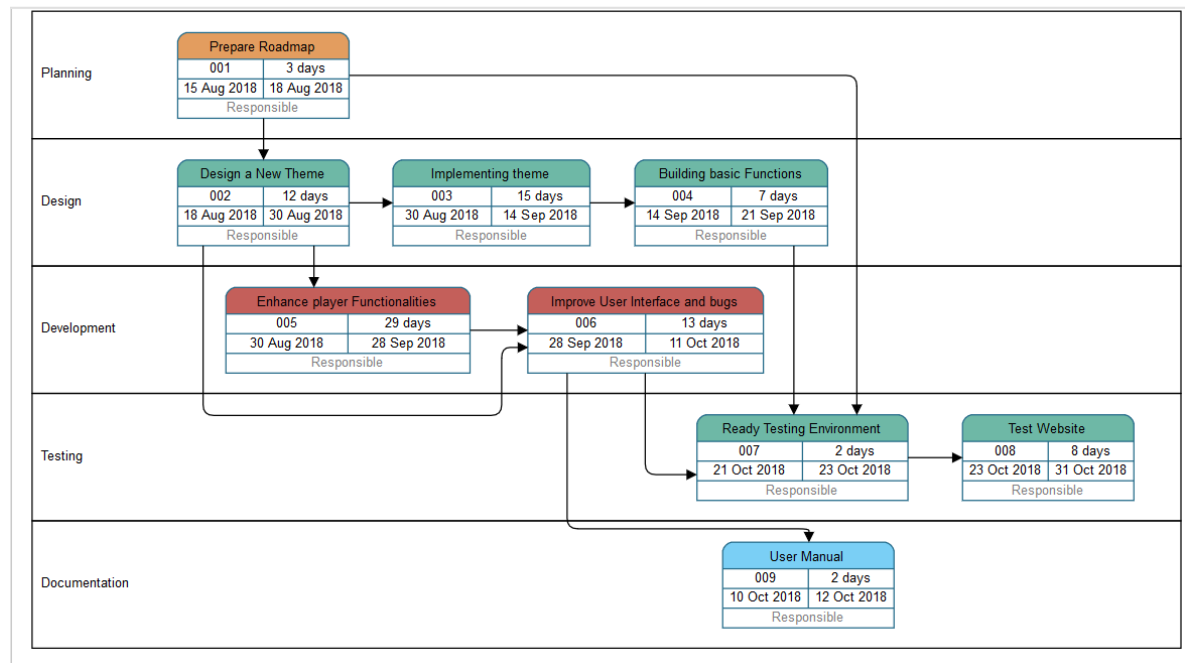 Planning
Prepare Roadmap
001 3 days
15 Aug 2018 18 Aug 2018
Responsible
Design
Design a New Theme
002 12 days
18 Aug 2018 30 Aug 2018
Responsible
Implementing theme
003 15 days
30 Aug 2018 14 Sep 2018
Responsible
Building basic Functions
004 7 days
14 Sep 2018 21 Sep 2018
Responsible
Development
Enhance player Functionalities
005 29 days
30 Aug 2018 28 Sep 2018
Responsible
Improve User Interface and bugs
006 13 days
28 Sep 2018 11 Oct 2018
Responsible
Testing
Ready Testing Environment
007 2 days
21 Oct 2018 23 Oct 2018
Responsible
Test Website
008 8 days
23 Oct 2018 31 Oct 2018
Responsible
Documentation
User Manual
009 2 days
10 Oct 2018 12 Oct 2018
Responsible